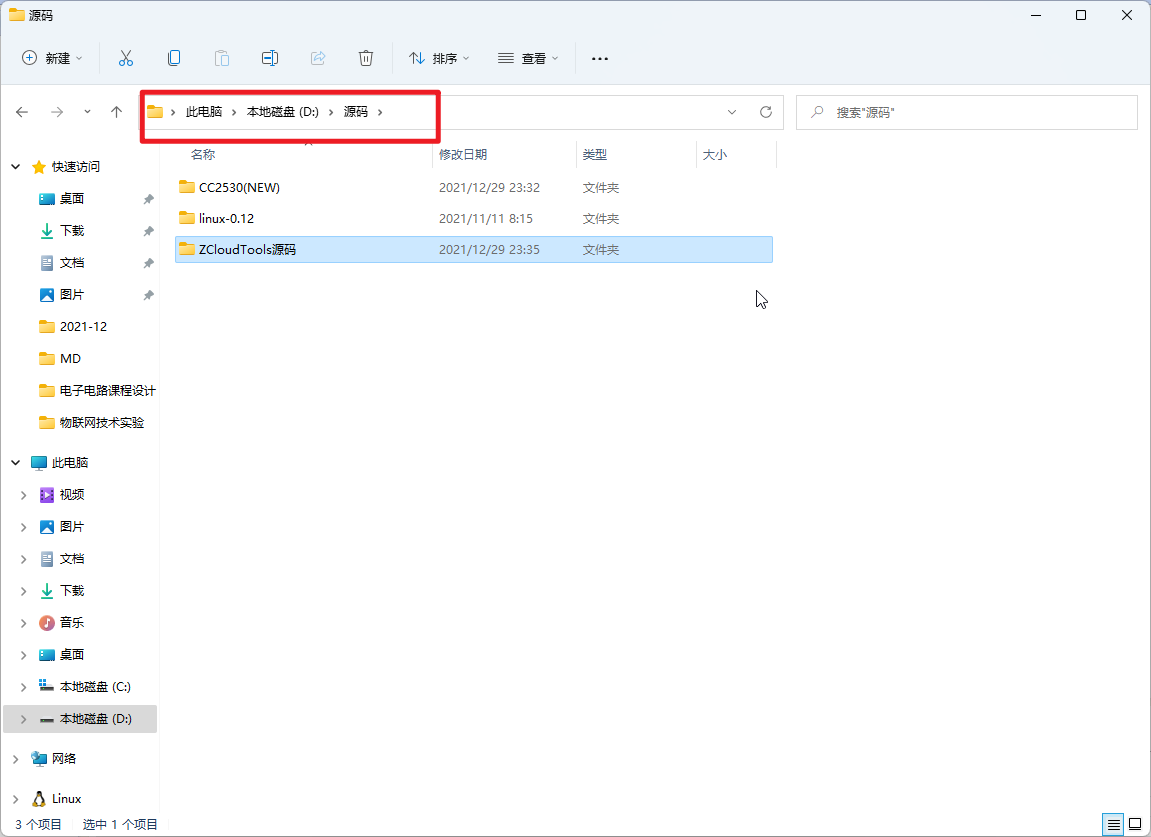 源码
新建 排序 查看
此电脑 本地磁盘 (D:) 源码 搜索"源码"
名称 修改日期 类型 大小
CC2530(NEW) 2021/12/29 23:32 文件夹
linux-0.12 2021/11/11 8:15 文件夹
ZCloudTools源码 2021/12/29 23:35 文件夹
快速访问
桌面
下载
文档
图片
2021-12
MD
电子电路课程设计
物联网技术实验
此电脑
视频
图片
文档
下载
音乐
桌面
本地磁盘 (C:)
本地磁盘 (D:)
网络
Linux
3 个项目 选中 1 个项目